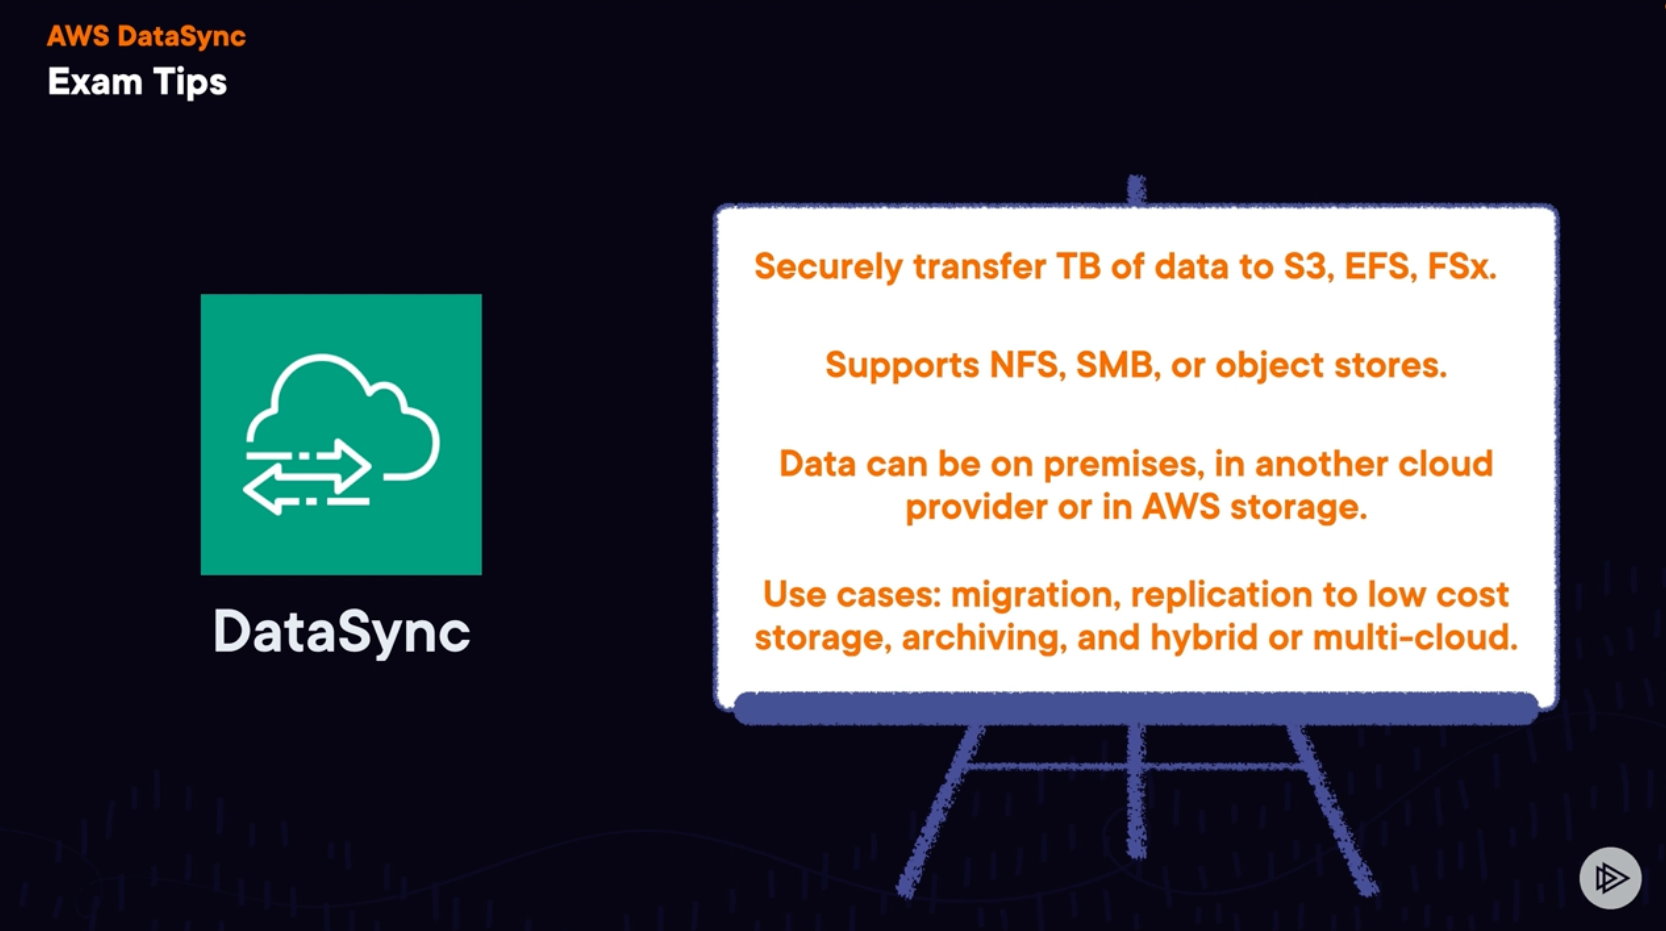 AWS DataSync
Exam Tips
Securely transfer TB of data to S3, EFS, FSx.
Supports NFS, SMB, or object stores.
Data can be on premises, in another cloud
provider or in AWS storage.
Use cases: migration, replication to low cost
storage, archiving, and hybrid or multi-cloud.
DataSync